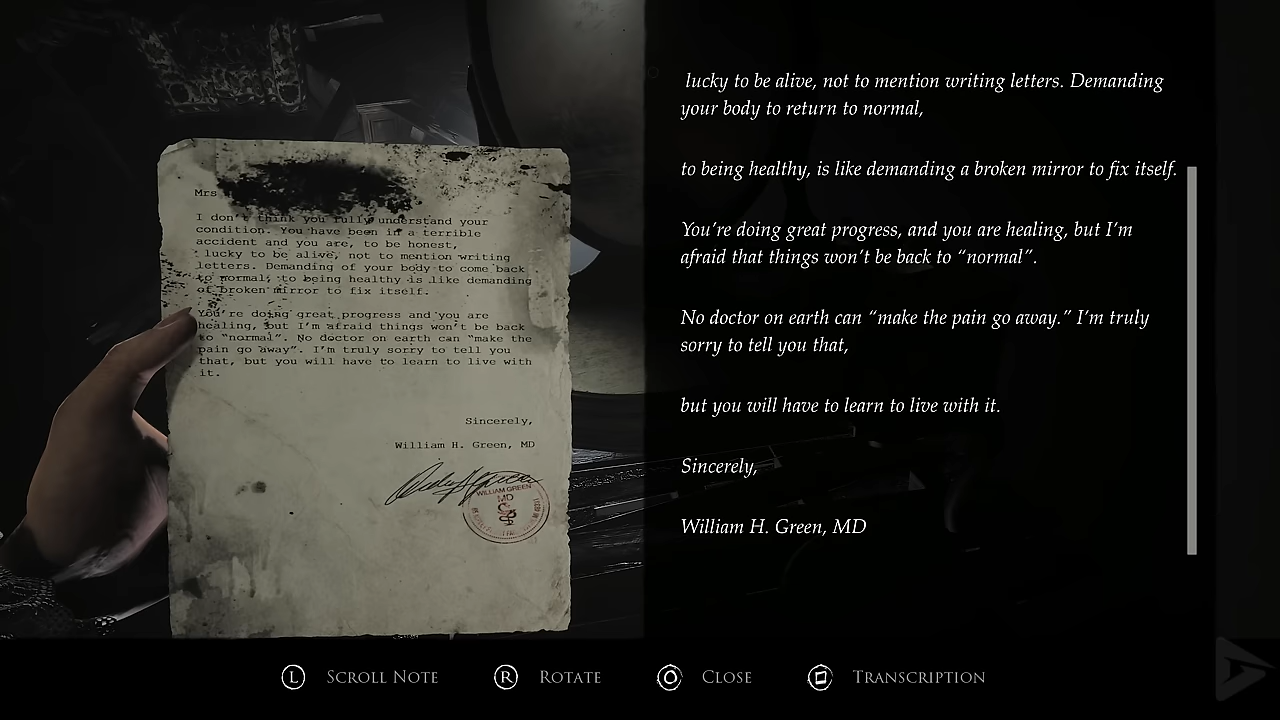 Mrs
I don't think you fully understand your
condition. You have been in a terrible
accident and you are, to be honest,
lucky to be alive, not to mention writing
letters. Demanding of your body to come back
to normal, to being healthy is like demanding
of broken mirror to fix itself.
You're doing great progress and you are
healing, but I'm afraid things won't be back
to "normal". No doctor on earth can "make the
pain go away". I'm truly sorry to tell you
that, but you will have to learn to live with
it.
Sincerely,
William H. Green, MD
WILLIAM GREEN
MD
lucky to be alive, not to mention writing letters. Demanding
your body to return to normal,
to being healthy, is like demanding a broken mirror to fix itself.
You’re doing great progress, and you are healing, but I’m
afraid that things won’t be back to “normal”.
No doctor on earth can “make the pain go away.” I’m truly
sorry to tell you that,
but you will have to learn to live with it.
Sincerely,
William H. Green, MD
L SCROLL NOTE R ROTATE CLOSE TRANSCRIPTION